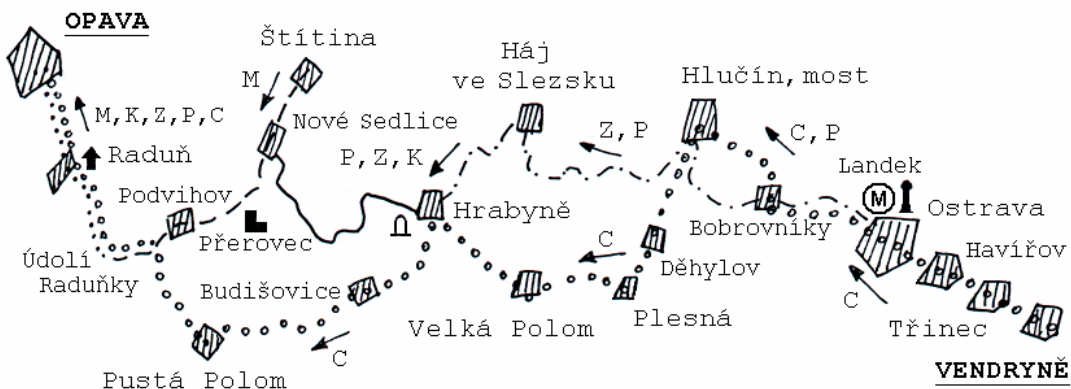 OPAVA
Štítina
Háj
ve Slezsku
Hlučín, most
M
M, K, Z, P, C
Nové Sedlice
Z, P
C, P
Raduň
P, Z, K
Landek
Podvihov
M
Hrabyně
Ostrava
Přerovec
Bobrovníky
C
Havířov
Údolí
Raduňky
Děhylov
Budišovice
C
Velká Polom
Plesná
Třinec
C
Pustá Polom
VENDRYNĚ